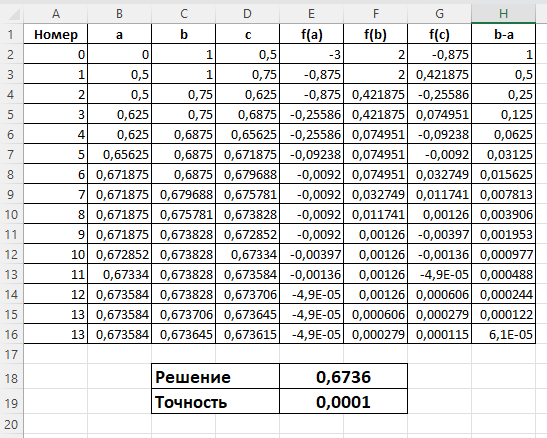 A B C D E F G H
1 Номер a b c f(a) f(b) f(c) b-a
2 0 0 1 0,5 -3 2 -0,875 1
3 1 0,5 1 0,75 -0,875 2 0,421875 0,5
4 2 0,5 0,75 0,625 -0,875 0,421875 -0,25586 0,25
5 3 0,625 0,75 0,6875 -0,25586 0,421875 0,074951 0,125
6 4 0,625 0,6875 0,65625 -0,25586 0,074951 -0,09238 0,0625
7 5 0,65625 0,6875 0,671875 -0,09238 0,074951 -0,0092 0,03125
8 6 0,671875 0,6875 0,679688 -0,0092 0,074951 0,032749 0,015625
9 7 0,671875 0,679688 0,675781 -0,0092 0,032749 0,011741 0,007813
10 8 0,671875 0,675781 0,673828 -0,0092 0,011741 0,00126 0,003906
11 9 0,671875 0,673828 0,672852 -0,0092 0,00126 -0,00397 0,001953
12 10 0,672852 0,673828 0,67334 -0,00397 0,00126 -0,00136 0,000977
13 11 0,67334 0,673828 0,673584 -0,00136 0,00126 -4,9E-05 0,000488
14 12 0,673584 0,673828 0,673706 -4,9E-05 0,00126 0,000606 0,000244
15 13 0,673584 0,673706 0,673645 -4,9E-05 0,000606 0,000279 0,000122
16 13 0,673584 0,673645 0,673615 -4,9E-05 0,000279 0,000115 6,1E-05
17
18 Решение 0,6736
19 Точность 0,0001
20